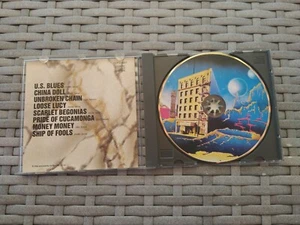 U.S. BLUES
CHINA DOLL
UNBROKEN CHAIN
LOOSE LUCY
SCARLET BEGONIAS
PRIDE OF CUCAMONGA
MONEY MONEY
SHIP OF FOOLS